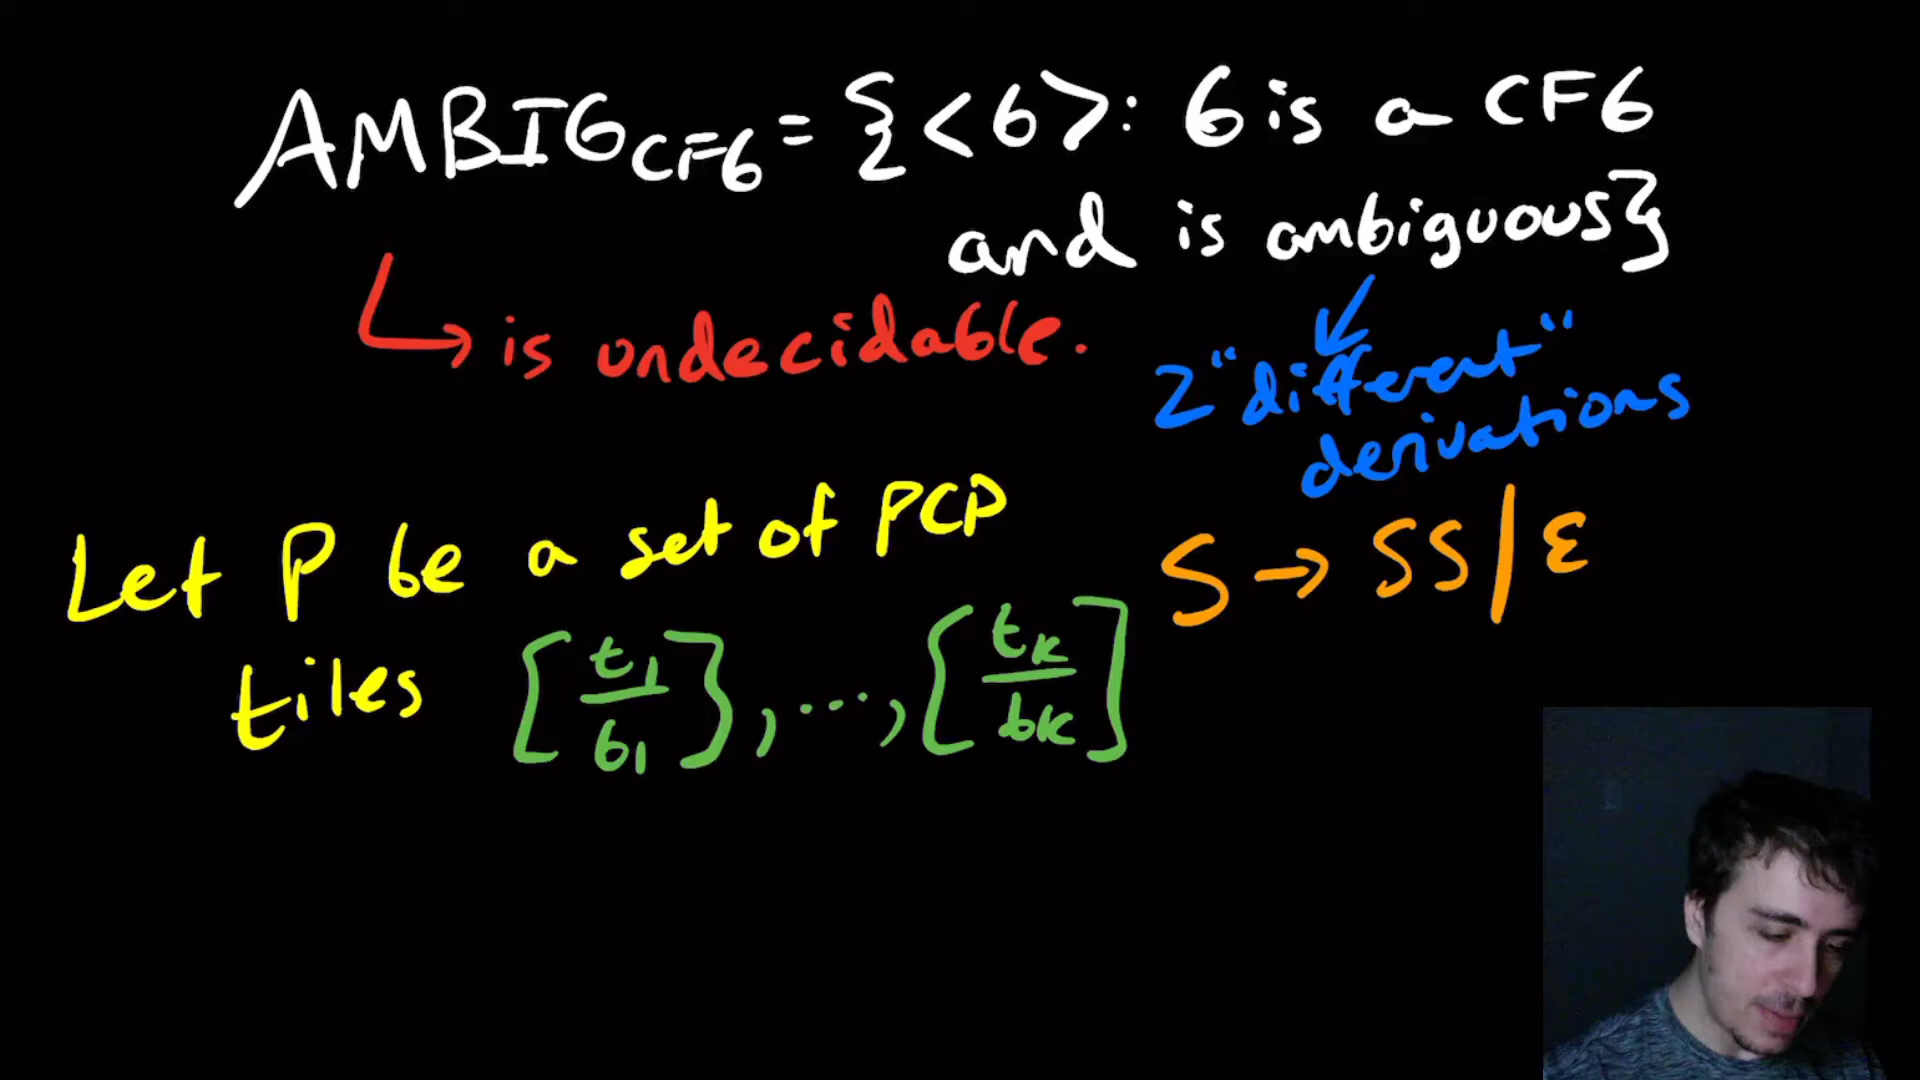 AMBIG_CFG = {<G>: G is a CFG
and is ambiguous}
↳ is undecidable.
2 "different"
derivations
Let P be a set of PCP
tiles [t₁/b₁], ..., [tₖ/bₖ]
S → SS | ε